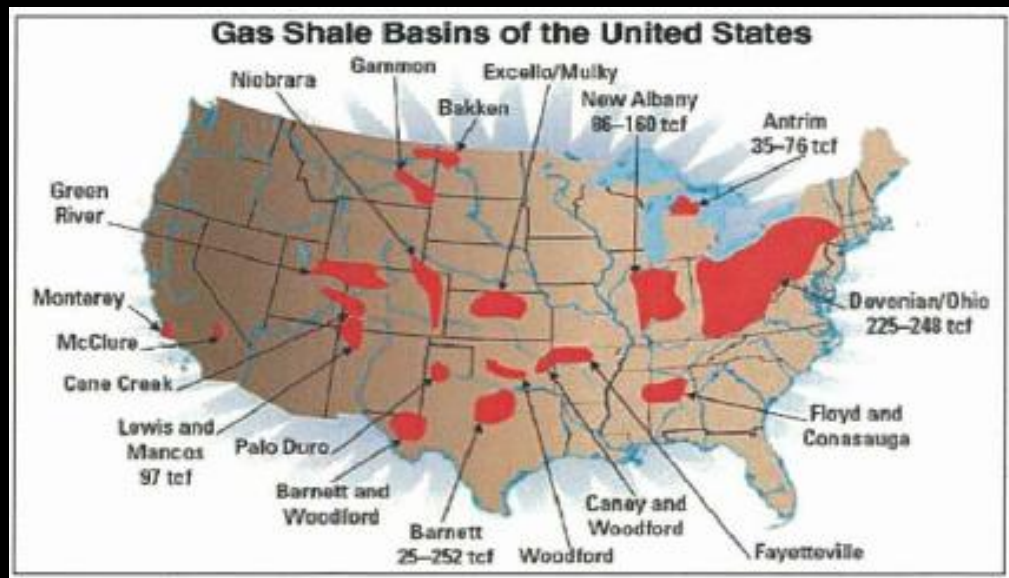 Gas Shale Basins of the United States
Gammon
Niobrara
Excello/Mulky
Bakken
New Albany
86–160 tcf
Antrim
35–76 tcf
Green
River
Monterey
McClure
Cane Creek
Lewis and
Mancos
97 tcf
Palo Duro
Barnett and
Woodford
Barnett
25–252 tcf
Woodford
Caney and
Woodford
Fayetteville
Floyd and
Conasauga
Devonian/Ohio
225–248 tcf